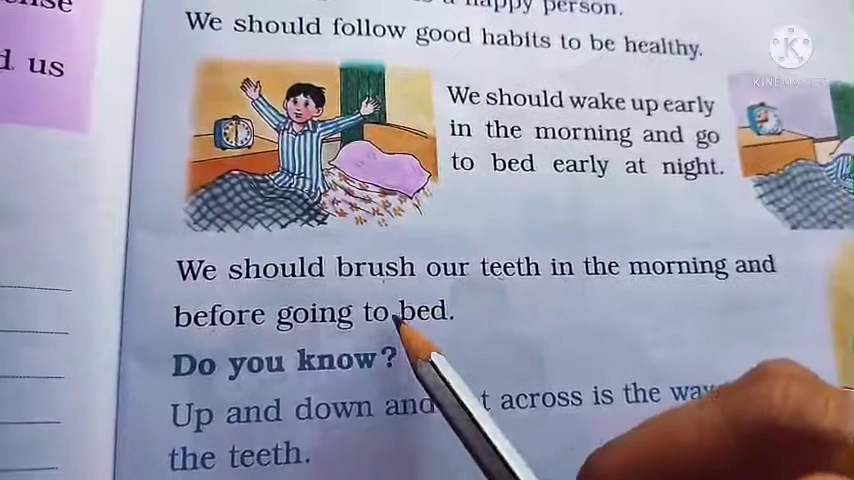 happy person.
We should follow good habits to be healthy.
us
We should wake up early
in the morning and go
to bed early at night.
We should brush our teeth in the morning and
before going to bed.
Do you know?
Up and down and across is the way
the teeth.
KINEMASTER